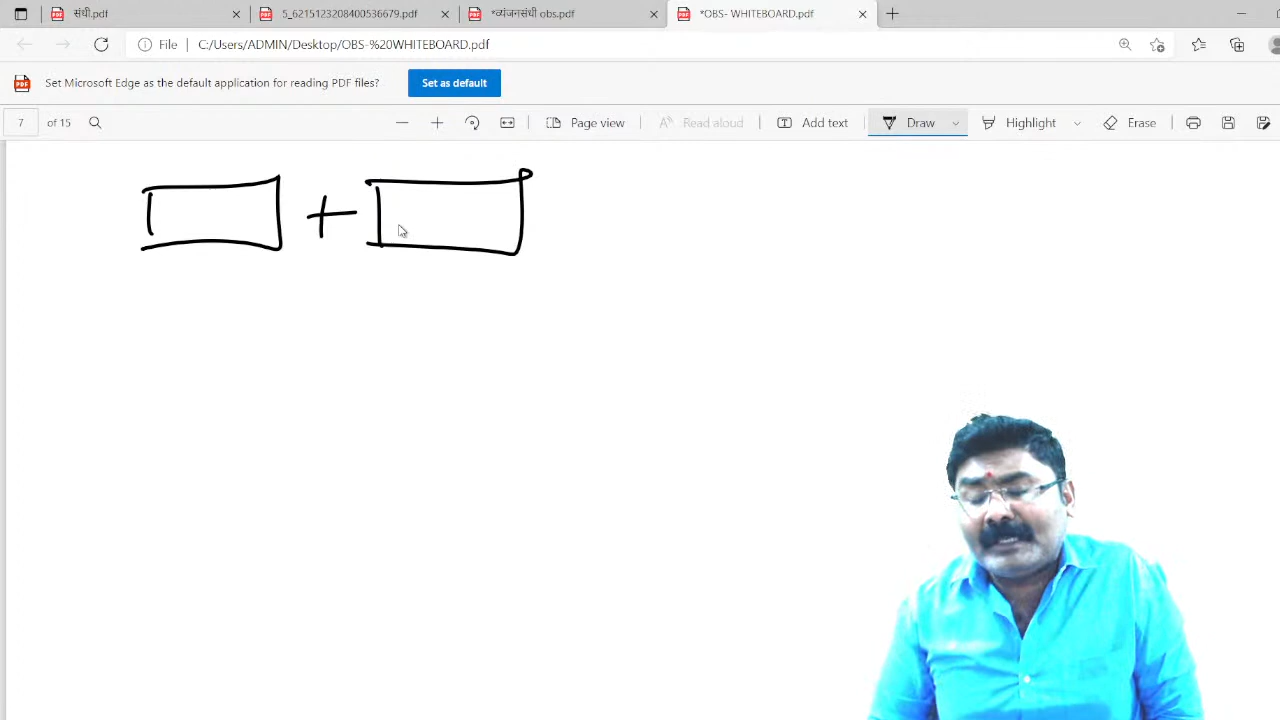 संधी.pdf
5_6215123208400536679.pdf
*व्यंजनसंधी obs.pdf
*OBS- WHITEBOARD.pdf
File
C:/Users/ADMIN/Desktop/OBS-%20WHITEBOARD.pdf
Set Microsoft Edge as the default application for reading PDF files?
Set as default
7 of 15
Page view
Read aloud
Add text
Draw
Highlight
Erase
+